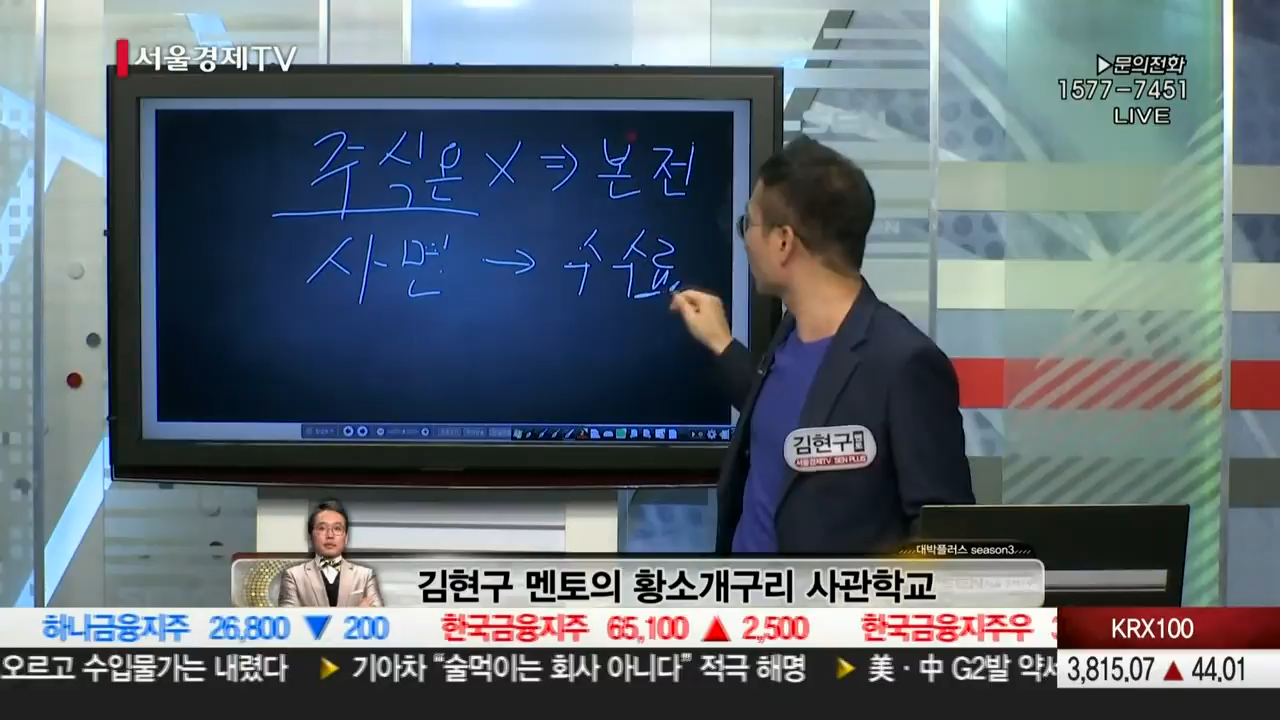 서울경제TV
▶문의전화
1577-7451
LIVE
주식은 X ⇒ 본전
사면 → 수수료
김현구
서울경제TV SEN PLUS
대박플러스 season3
김현구 멘토의 황소개구리 사관학교
하나금융지주 26,800 ▼ 200 한국금융지주 65,100 ▲ 2,500 한국금융지주우
KRX100
오르고 수입물가는 내렸다 ▶ 기아차 “술먹이는 회사 아니다” 적극 해명 ▶ 美·中 G2발 약세
3,815.07 ▲ 44.01